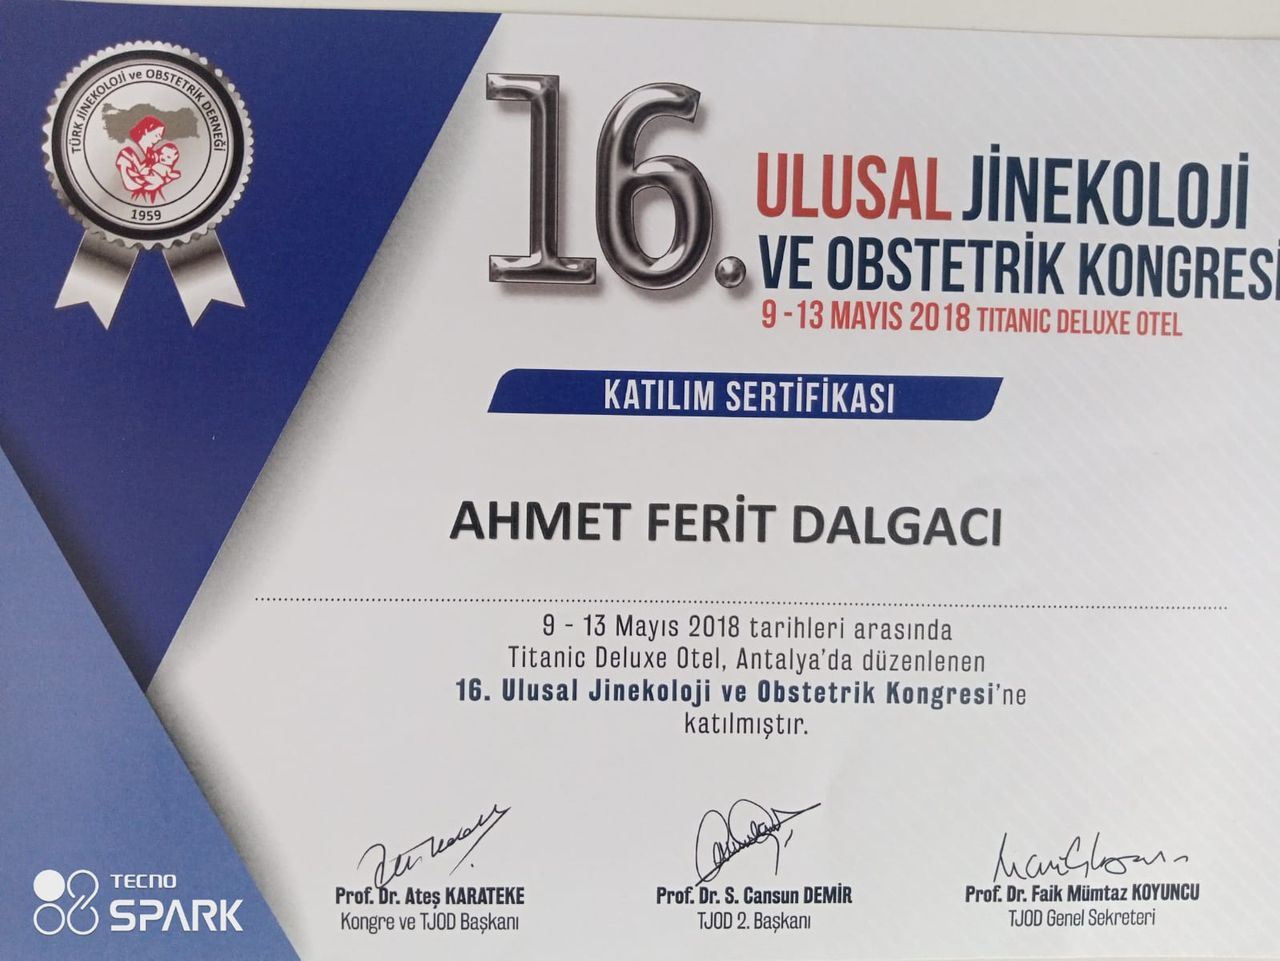 TÜRK JİNEKOLOJİ ve OBSTETRİK DERNEĞİ
1959
16.
ULUSAL JİNEKOLOJİ
VE OBSTETRİK KONGRESİ
9 - 13 MAYIS 2018 TITANIC DELUXE OTEL
KATILIM SERTİFİKASI
AHMET FERİT DALGACI
9 - 13 Mayıs 2018 tarihleri arasında
Titanic Deluxe Otel, Antalya'da düzenlenen
16. Ulusal Jinekoloji ve Obstetrik Kongresi'ne
katılmıştır.
Prof. Dr. Ateş KARATEKE
Kongre ve TJOD Başkanı
Prof. Dr. S. Cansun DEMİR
TJOD 2. Başkanı
Prof. Dr. Faik Mümtaz KOYUNCU
TJOD Genel Sekreteri
TECNO
SPARK